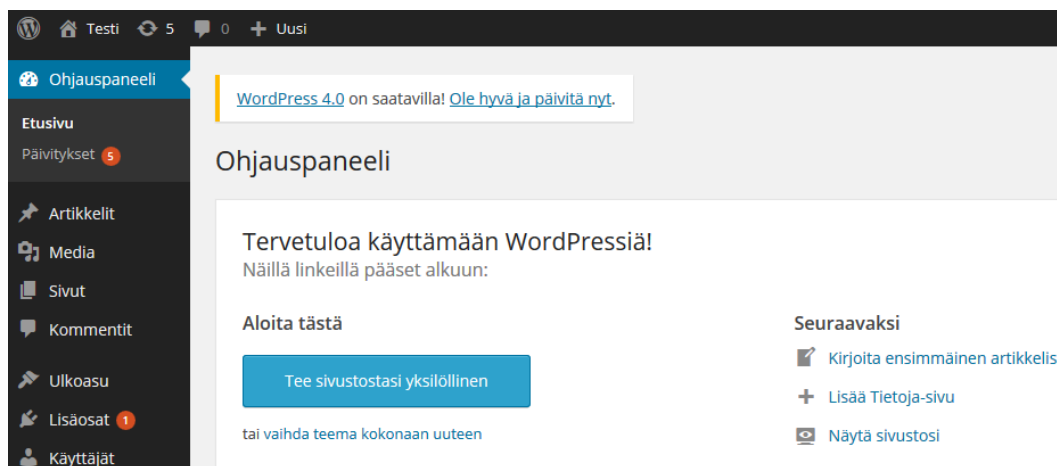 Testi 5 0 Uusi
Ohjauspaneeli
Etusivu
Päivitykset 5
Artikkelit
Media
Sivut
Kommentit
Ulkoasu
Lisäosat 1
Käyttäjät
WordPress 4.0 on saatavilla! Ole hyvä ja päivitä nyt.
Ohjauspaneeli
Tervetuloa käyttämään WordPressiä!
Näillä linkeillä pääset alkuun:
Aloita tästä
Tee sivustostasi yksilöllinen
tai vaihda teema kokonaan uuteen
Seuraavaksi
Kirjoita ensimmäinen artikkelis
Lisää Tietoja-sivu
Näytä sivustosi